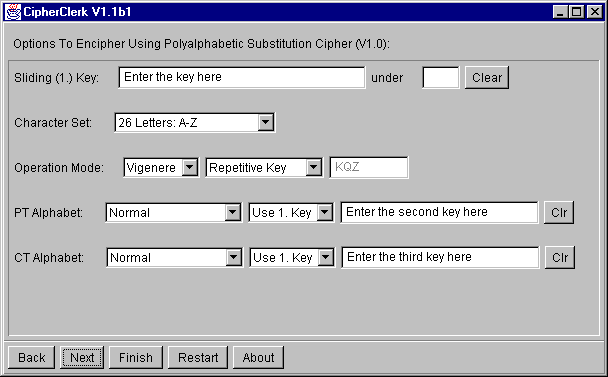 CipherClerk V1.1b1
Options To Encipher Using Polyalphabetic Substitution Cipher (V1.0):
Sliding (1.) Key: Enter the key here under Clear
Character Set: 26 Letters: A-Z
Operation Mode: Vigenere Repetitive Key KQZ
PT Alphabet: Normal Use 1. Key Enter the second key here Clr
CT Alphabet: Normal Use 1. Key Enter the third key here Clr
Back Next Finish Restart About